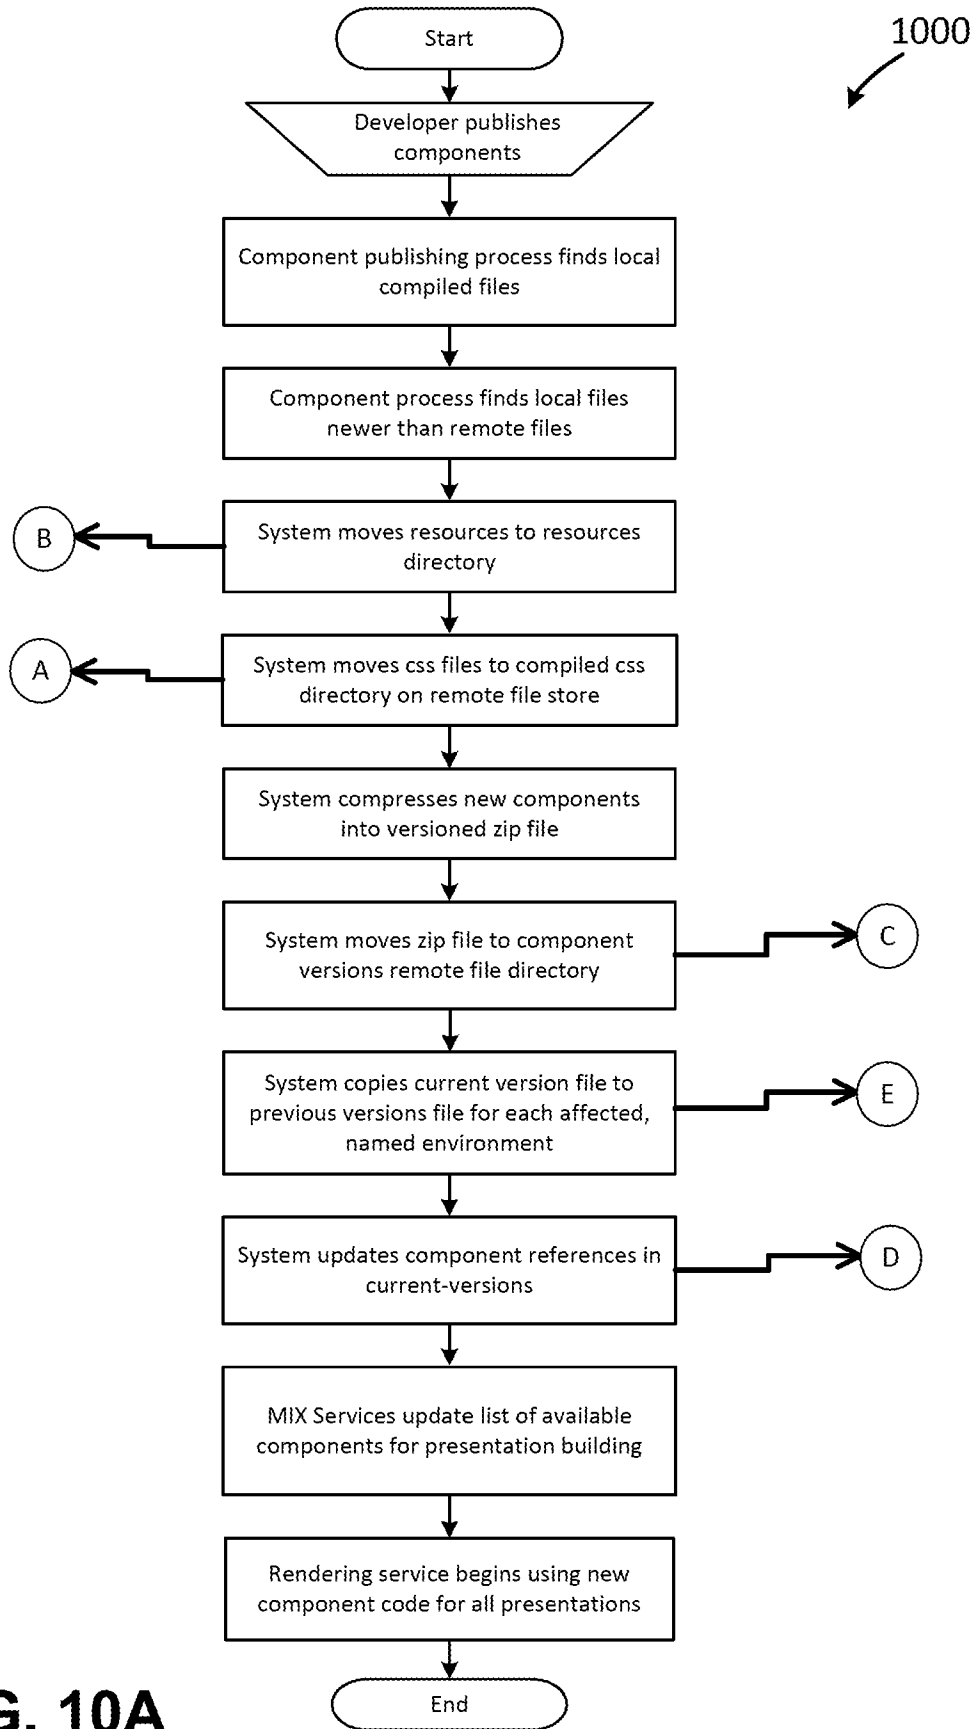 Start
1000
Developer publishes
components
Component publishing process finds local
compiled files
Component process finds local files
newer than remote files
System moves resources to resources
directory
B
System moves css files to compiled css
directory on remote file store
A
System compresses new components
into versioned zip file
System moves zip file to component
versions remote file directory
C
System copies current version file to
previous versions file for each affected,
named environment
E
System updates component references in
current-versions
D
MIX Services update list of available
components for presentation building
Rendering service begins using new
component code for all presentations
End
G. 10A